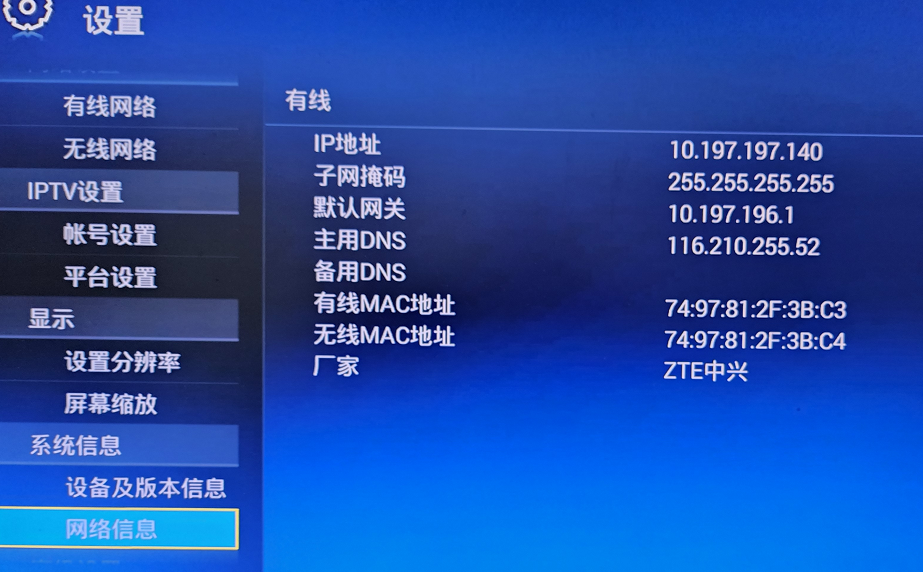 设置
有线网络
无线网络
IPTV设置
帐号设置
平台设置
显示
设置分辨率
屏幕缩放
系统信息
设备及版本信息
网络信息
有线
IP地址 10.197.197.140
子网掩码 255.255.255.255
默认网关 10.197.196.1
主用DNS 116.210.255.52
备用DNS
有线MAC地址 74:97:81:2F:3B:C3
无线MAC地址 74:97:81:2F:3B:C4
厂家 ZTE中兴